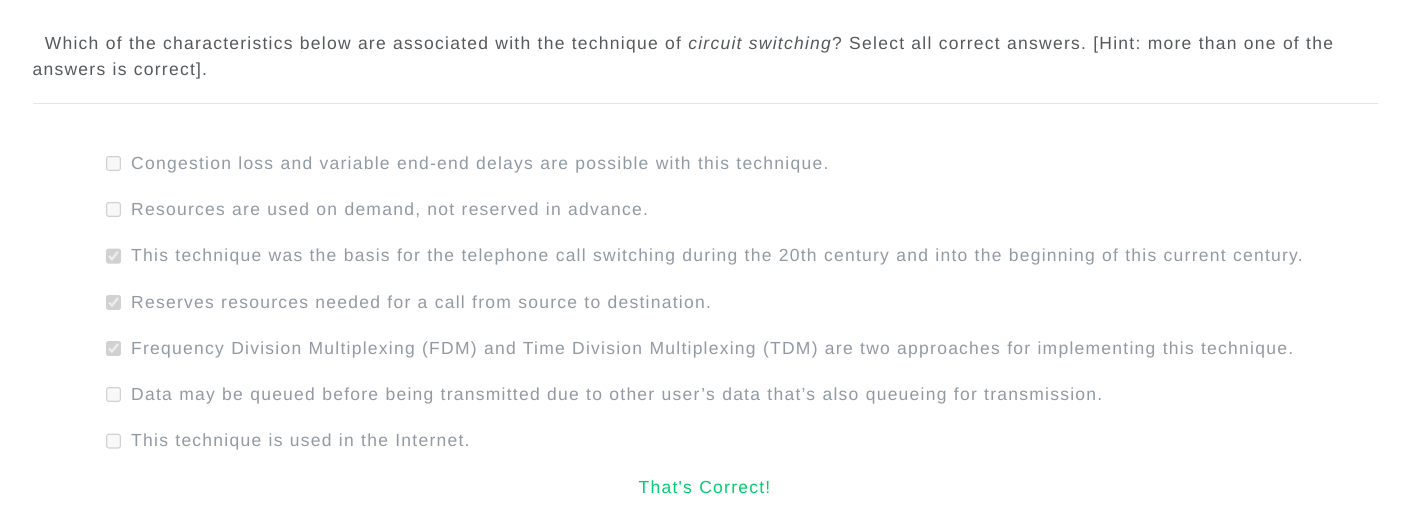 Which of the characteristics below are associated with the technique of circuit switching? Select all correct answers. [Hint: more than one of the
answers is correct].
Congestion loss and variable end-end delays are possible with this technique.
Resources are used on demand, not reserved in advance.
This technique was the basis for the telephone call switching during the 20th century and into the beginning of this current century.
Reserves resources needed for a call from source to destination.
Frequency Division Multiplexing (FDM) and Time Division Multiplexing (TDM) are two approaches for implementing this technique.
Data may be queued before being transmitted due to other user’s data that’s also queueing for transmission.
This technique is used in the Internet.
That's Correct!